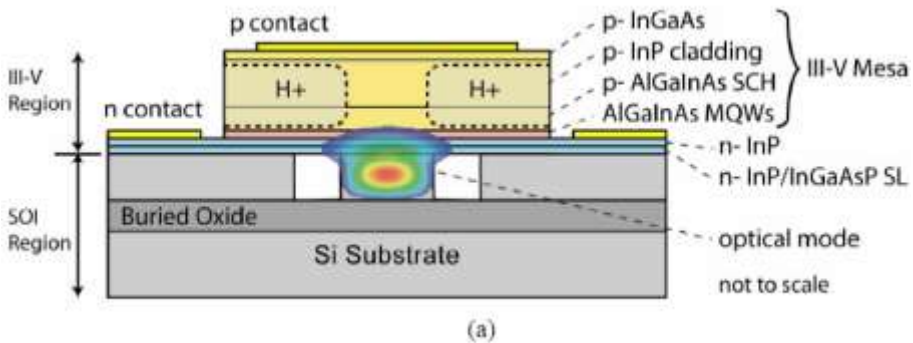 p contact
p- InGaAs
p- InP cladding
III-V Mesa
III-V
Region
H+
H+
p- AlGaInAs SCH
n contact
AlGaInAs MQWs
n- InP
n- InP/InGaAsP SL
SOI
Region
Buried Oxide
optical mode
Si Substrate
not to scale
(a)